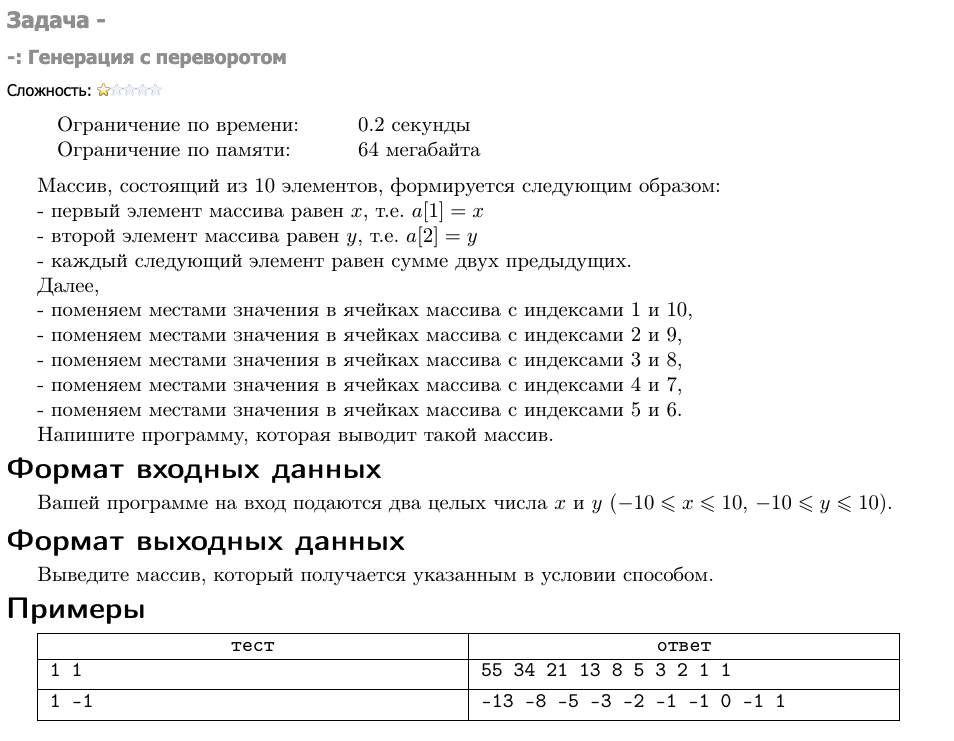 Задача -
-: Генерация с переворотом
Сложность:
Ограничение по времени: 0.2 секунды
Ограничение по памяти: 64 мегабайта
Массив, состоящий из 10 элементов, формируется следующим образом:
- первый элемент массива равен x, т.е. a[1] = x
- второй элемент массива равен y, т.е. a[2] = y
- каждый следующий элемент равен сумме двух предыдущих.
Далее,
- поменяем местами значения в ячейках массива с индексами 1 и 10,
- поменяем местами значения в ячейках массива с индексами 2 и 9,
- поменяем местами значения в ячейках массива с индексами 3 и 8,
- поменяем местами значения в ячейках массива с индексами 4 и 7,
- поменяем местами значения в ячейках массива с индексами 5 и 6.
Напишите программу, которая выводит такой массив.
Формат входных данных
Вашей программе на вход подаются два целых числа x и y (−10 ⩽ x ⩽ 10, −10 ⩽ y ⩽ 10).
Формат выходных данных
Выведите массив, который получается указанным в условии способом.
Примеры
тест ответ
1 1 55 34 21 13 8 5 3 2 1 1
1 -1 -13 -8 -5 -3 -2 -1 -1 0 -1 1